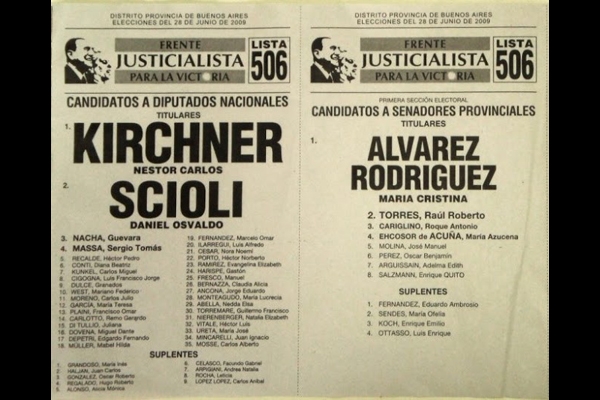 DISTRITO PROVINCIA DE BUENOS AIRES
ELECCIONES DEL 28 DE JUNIO DE 2009
FRENTE
JUSTICIALISTA
PARA LA VICTORIA
LISTA
506
CANDIDATOS A DIPUTADOS NACIONALES
TITULARES
1.
KIRCHNER
NESTOR CARLOS
2.
SCIOLI
DANIEL OSVALDO
3. NACHA, Guevara
4. MASSA, Sergio Tomás
5. RECALDE, Héctor Pedro
6. CONTI, Diana Beatriz
7. KUNKEL, Carlos Miguel
8. CIGOGNA, Luis Francisco Jorge
9. DULCE, Granados
10. WEST, Mariano Federico
11. MORENO, Carlos Julio
12. GARCÍA, María Teresa
13. PLAINI, Francisco Omar
14. CARLOTTO, Remo Gerardo
15. DI TULLIO, Juliana
16. DOVENA, Miguel Dante
17. DEPETRI, Edgardo Fernando
18. MÜLLER, Mabel Hilda
19. FERNANDEZ, Marcelo Omar
20. ILARREGUI, Luis Alfredo
21. CESAR, Nora Noemí
22. PORTO, Héctor Norberto
23. RAMIREZ, Evangelina Elizabeth
24. HARISPE, Gastón
25. FRESCO, Manuel
26. BERNAZZA, Claudia Alicia
27. ANCONA, Jorge Eduardo
28. MONTEAGUDO, María Lucrecia
29. ABELLA, Nedda Elsa
30. TORREMARE, Guillermo Francisco
31. NIERENBERGER, Natalia Elizabeth
32. VITALE, Héctor Luis
33. URETA, María José
34. MINCARELLI, Juan Ignacio
35. MOSSE, Carlos Alberto
SUPLENTES
1. GRANDOSO, María Inés
2. HALJAN, Juan Carlos
3. GONZALEZ, Oscar Roberto
4. REGALADO, Hugo Roberto
5. ALONSO, Alicia Mónica
6. CELASCO, Facundo Gabriel
7. ARPIGIANI, Andrea Natalia
8. ROCHA, Leticia
9. LOPEZ LOPEZ, Carlos Aníbal
DISTRITO PROVINCIA DE BUENOS AIRES
ELECCIONES DEL 28 DE JUNIO DE 2009
FRENTE
JUSTICIALISTA
PARA LA VICTORIA
LISTA
506
PRIMERA SECCIÓN ELECTORAL
CANDIDATOS A SENADORES PROVINCIALES
TITULARES
1.
ALVAREZ
RODRIGUEZ
MARIA CRISTINA
2. TORRES, Raúl Roberto
3. CARIGLINO, Roque Antonio
4. EHCOSOR de ACUÑA, María Azucena
5. MOLINA, José Manuel
6. PEREZ, Oscar Benjamín
7. ARGUISSAIN, Adelma Edith
8. SALZMANN, Enrique QUITO
SUPLENTES
1. FERNANDEZ, Eduardo Ambrosio
2. SENDES, María Ofelia
3. KOCH, Enrique Emilio
4. OTTASSO, Luis Enrique